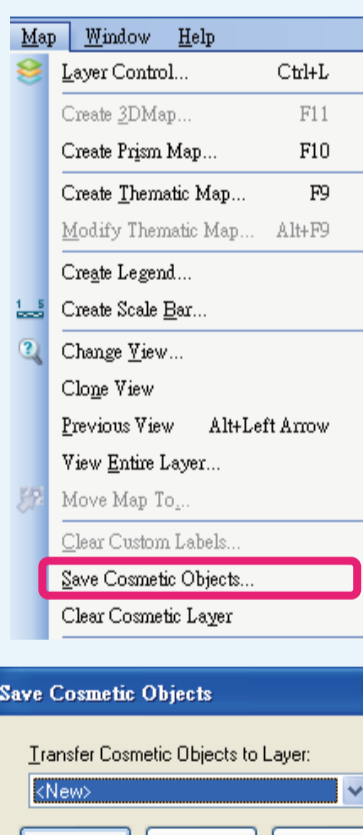 Map Window Help
Layer Control... Ctrl+L
Create 3DMap... F11
Create Prism Map... F10
Create Thematic Map... F9
Modify Thematic Map... Alt+F9
Create Legend...
1 5 Create Scale Bar...
Change View...
Clone View
Previous View Alt+Left Arrow
View Entire Layer...
Move Map To...
Clear Custom Labels...
Save Cosmetic Objects...
Clear Cosmetic Layer
Save Cosmetic Objects
Transfer Cosmetic Objects to Layer:
<New>